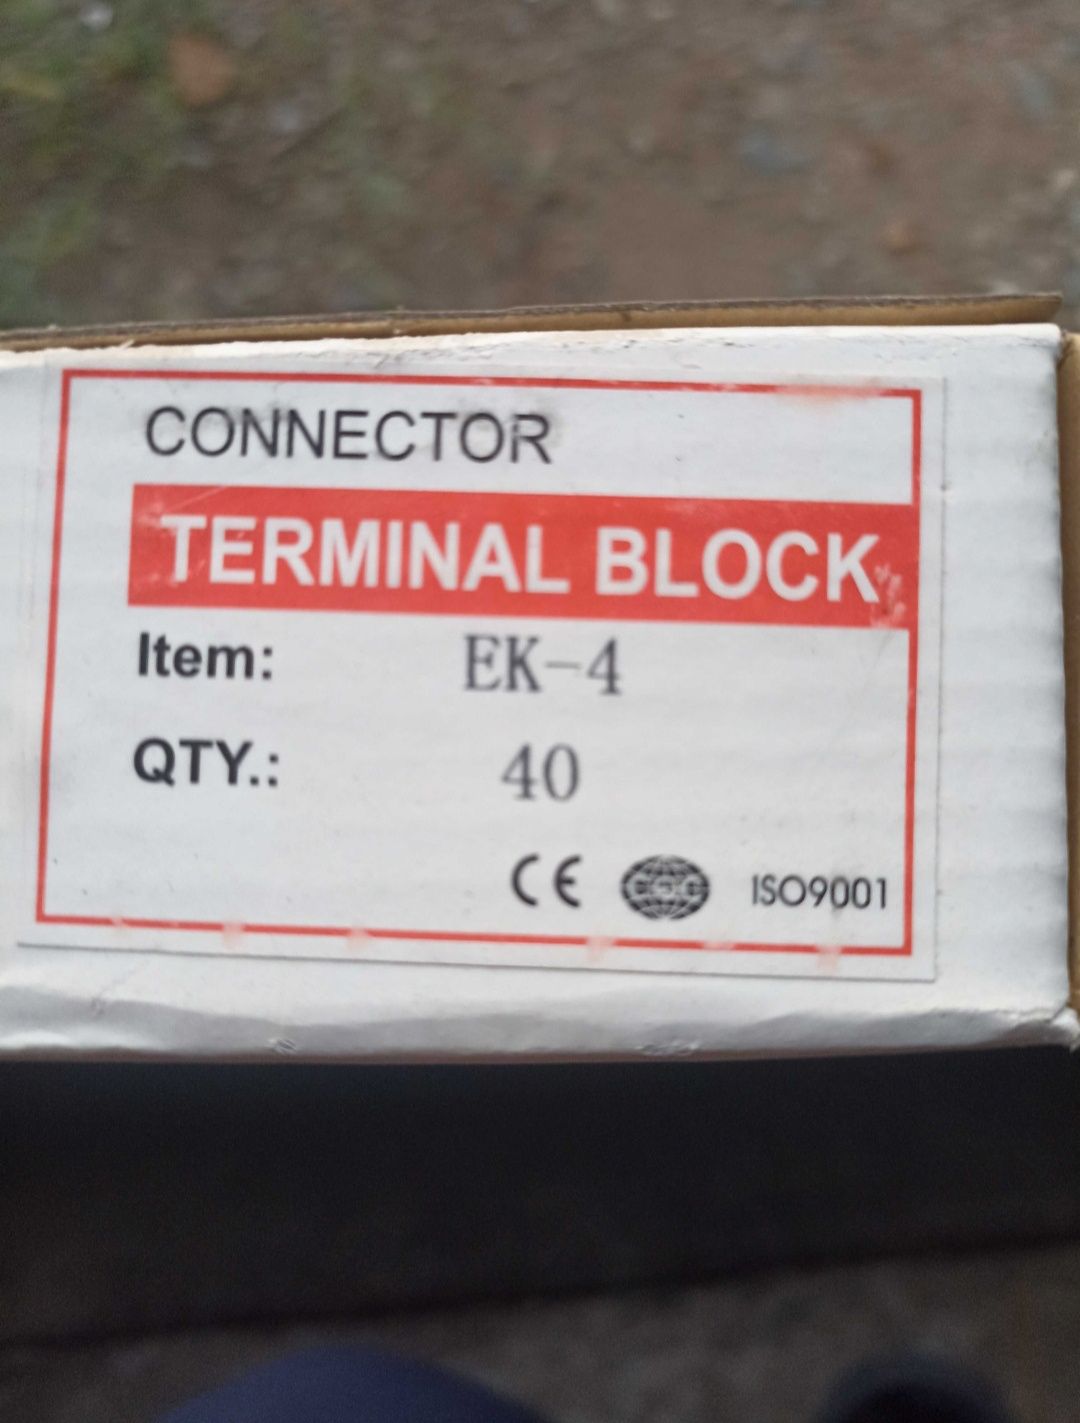 CONNECTOR
TERMINAL BLOCK
Item: EK-4
QTY.: 40
CE ISO9001